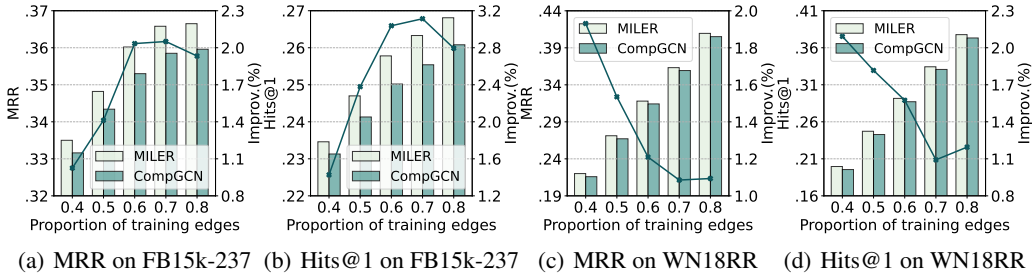 .37
.36
.35
.34
.33
.32
MRR
2.3
2.0
1.7
1.4
1.1
0.8
Improv.(%)
MILER
CompGCN
0.4 0.5 0.6 0.7 0.8
Proportion of training edges
(a) MRR on FB15k-237
.27
.26
.25
.24
.23
.22
Hits@1
3.2
2.8
2.4
2.0
1.6
1.2
Improv.(%)
MILER
CompGCN
0.4 0.5 0.6 0.7 0.8
Proportion of training edges
(b) Hits@1 on FB15k-237
.44
.39
.34
.29
.24
.19
MRR
2.0
1.8
1.6
1.4
1.2
1.0
Improv.(%)
MILER
CompGCN
0.4 0.5 0.6 0.7 0.8
Proportion of training edges
(c) MRR on WN18RR
.41
.36
.31
.26
.21
.16
Hits@1
2.3
2.0
1.7
1.4
1.1
0.8
Improv.(%)
MILER
CompGCN
0.4 0.5 0.6 0.7 0.8
Proportion of training edges
(d) Hits@1 on WN18RR